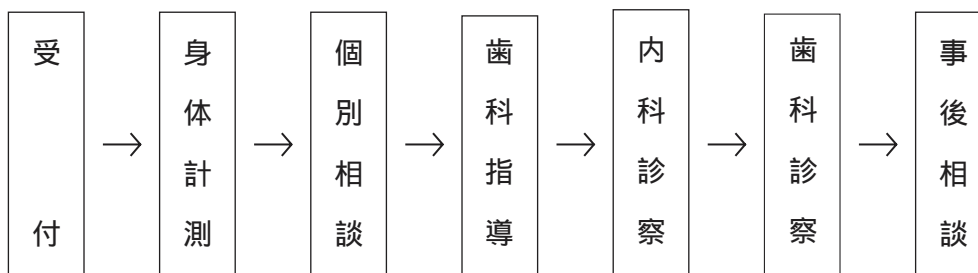 受付
身体計測
個別相談
歯科指導
内科診察
歯科診察
事後相談